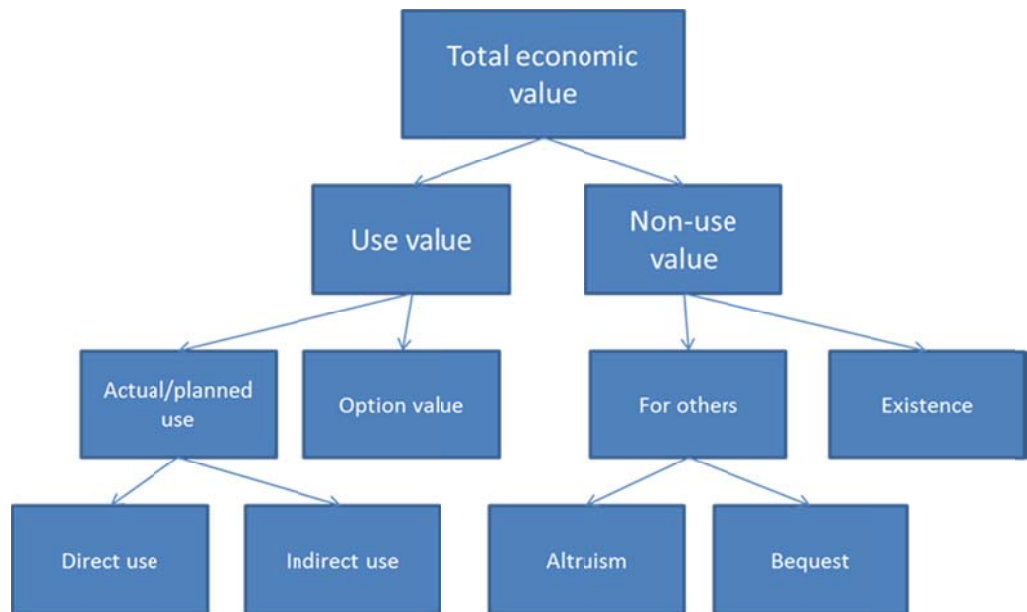 Total economic
value
Use value
Non-use
value
Actual/planned
use
Option value
For others
Existence
Direct use
Indirect use
Altruism
Bequest